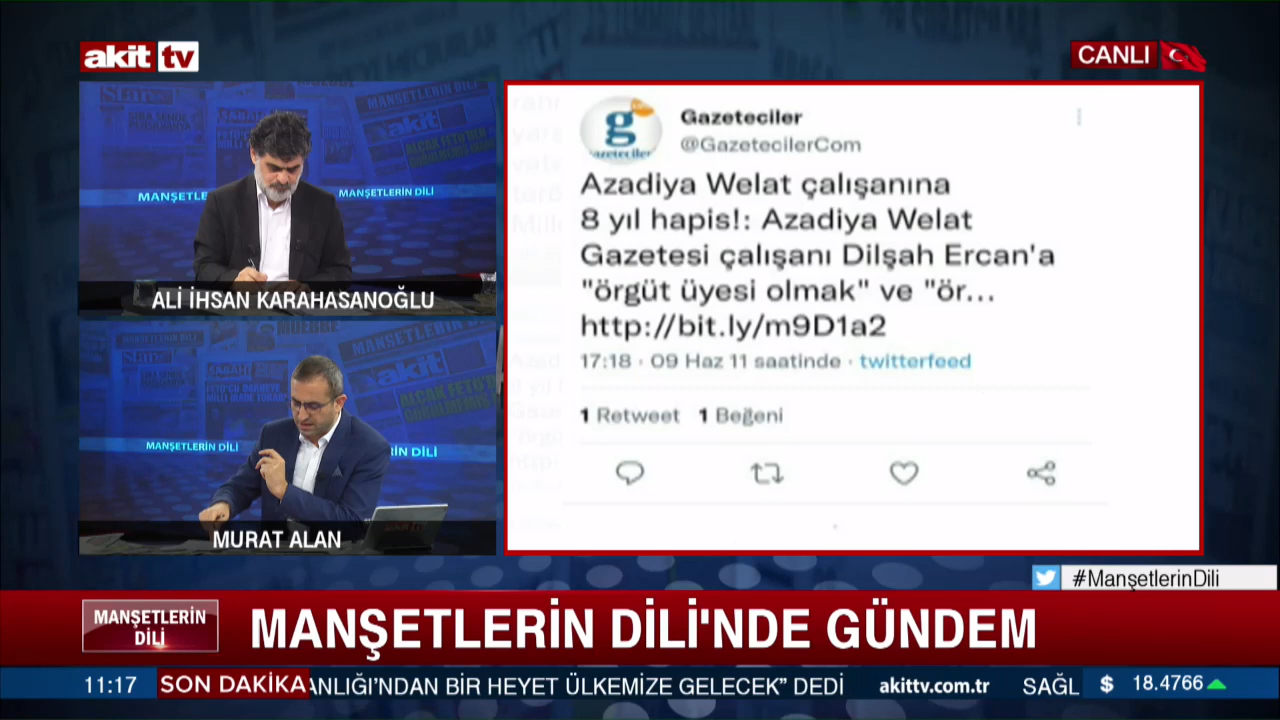 akit tv
CANLI
MANŞETLERİN DİLİ
ALİ İHSAN KARAHASANOĞLU
MANŞETLERİN DİLİ
MURAT ALAN
Gazeteciler
@GazetecilerCom
Azadiya Welat çalışanına
8 yıl hapis!: Azadiya Welat
Gazetesi çalışanı Dilşah Ercan'a
"örgüt üyesi olmak" ve "ör...
http://bit.ly/m9D1a2
17:18 · 09 Haz 11 saatinde · twitterfeed
1 Retweet 1 Beğeni
#ManşetlerinDili
MANŞETLERİN
DİLİ
MANŞETLERİN DİLİ'NDE GÜNDEM
11:17 SON DAKİKA ANLIĞI'NDAN BİR HEYET ÜLKEMİZE GELECEK” DEDİ akittv.com.tr SAĞL $ 18.4766